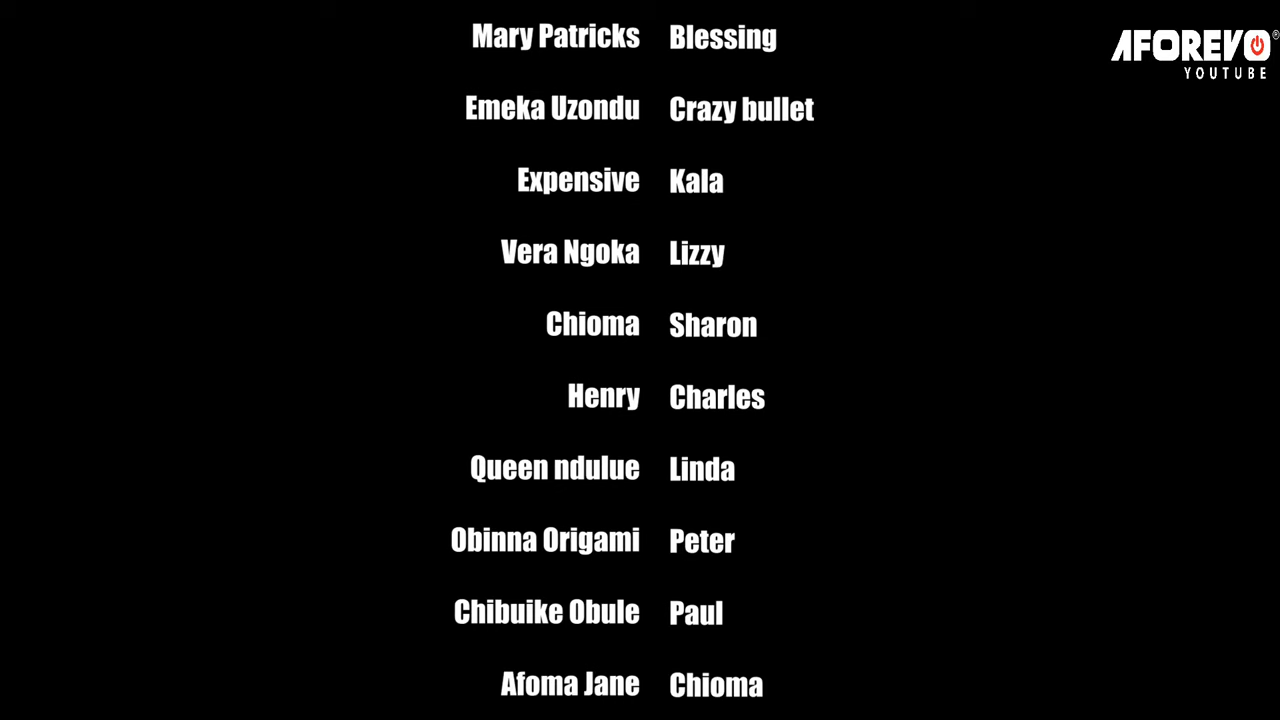 Mary Patricks Blessing
AFOREVO®
YOUTUBE
Emeka Uzondu Crazy bullet
Expensive Kala
Vera Ngoka Lizzy
Chioma Sharon
Henry Charles
Queen ndulue Linda
Obinna Origami Peter
Chibuike Obule Paul
Afoma Jane Chioma